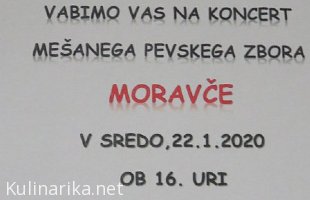 VABIMO VAS NA KONCERT
MEŠANEGA PEVSKEGA ZBORA
MORAVČE
V SREDO,22.1.2020
OB 16. URI
Kulinarika.net